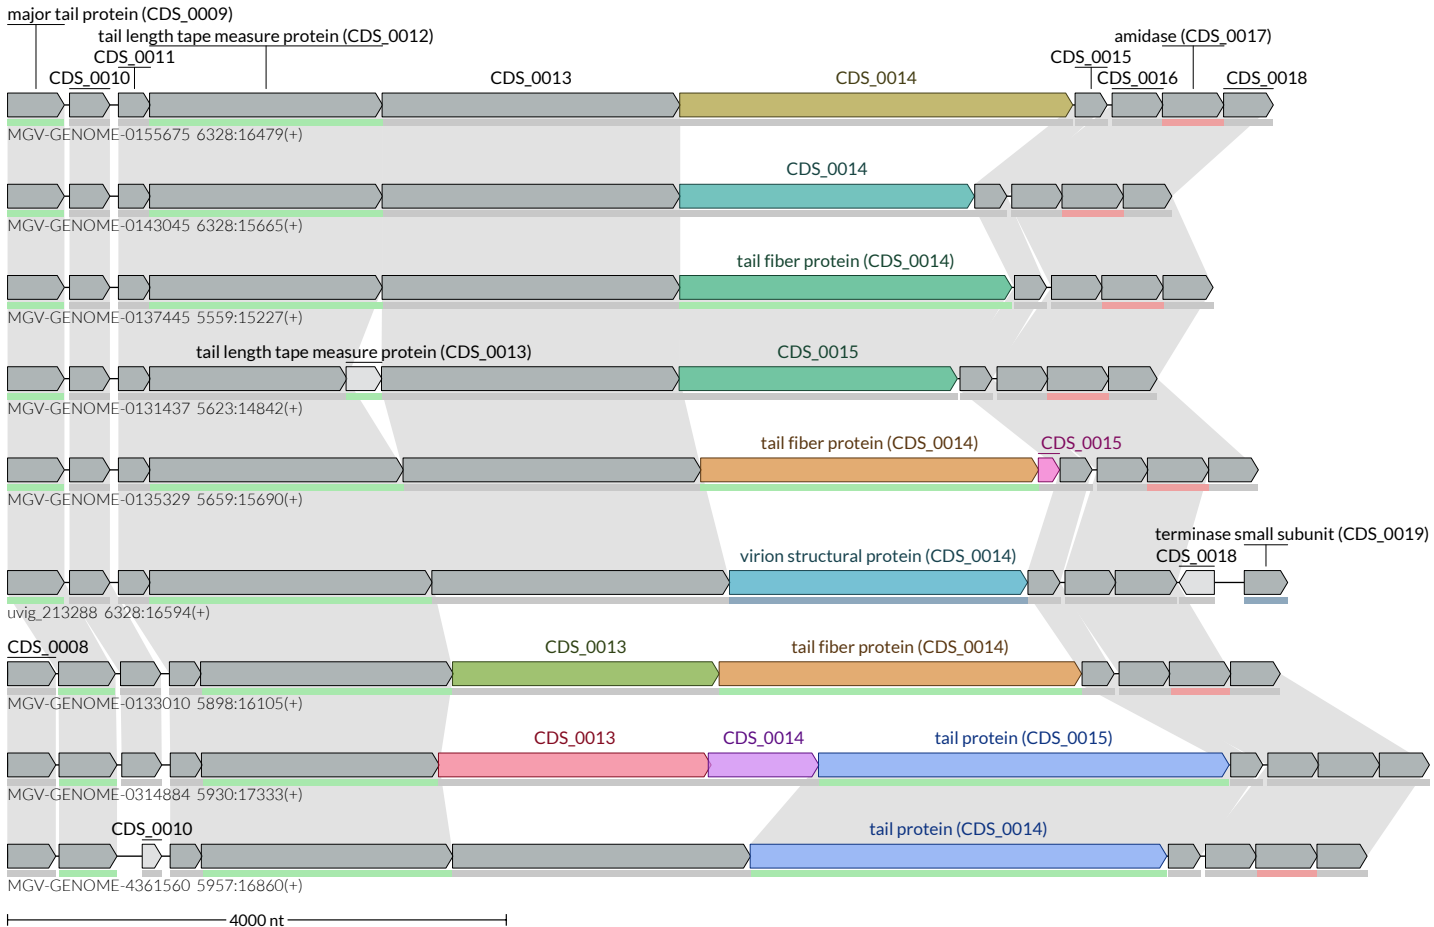 major tail protein (CDS_0009)
tail length tape measure protein (CDS_0012)
amidase (CDS_0017)
CDS_0011
CDS_0015
CDS_0010
CDS_0013
CDS_0014
CDS_0016
CDS_0018
MGV-GENOME-0155675 6328:16479(+)
CDS_0014
MGV-GENOME-0143045 6328:15665(+)
tail fiber protein (CDS_0014)
MGV-GENOME-0137445 5559:15227(+)
tail length tape measure protein (CDS_0013)
CDS_0015
MGV-GENOME-0131437 5623:14842(+)
tail fiber protein (CDS_0014)
CDS_0015
MGV-GENOME-0135329 5659:15690(+)
terminase small subunit (CDS_0019)
virion structural protein (CDS_0014)
CDS_0018
uvig_213288 6328:16594(+)
CDS_0008
CDS_0013
tail fiber protein (CDS_0014)
MGV-GENOME-0133010 5898:16105(+)
CDS_0013
CDS_0014
tail protein (CDS_0015)
MGV-GENOME-0314884 5930:17333(+)
CDS_0010
tail protein (CDS_0014)
MGV-GENOME-4361560 5957:16860(+)
4000 nt